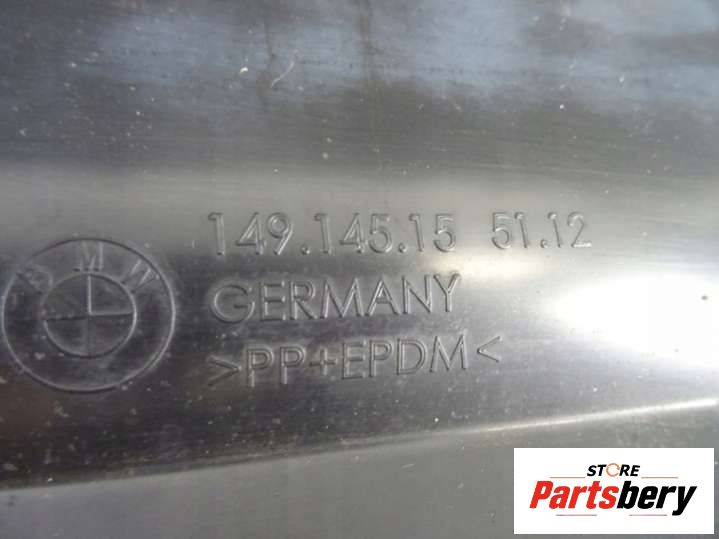 149.145.15 51.12
BMW
GERMANY
>PP+EPDM<
STORE
Partsbery